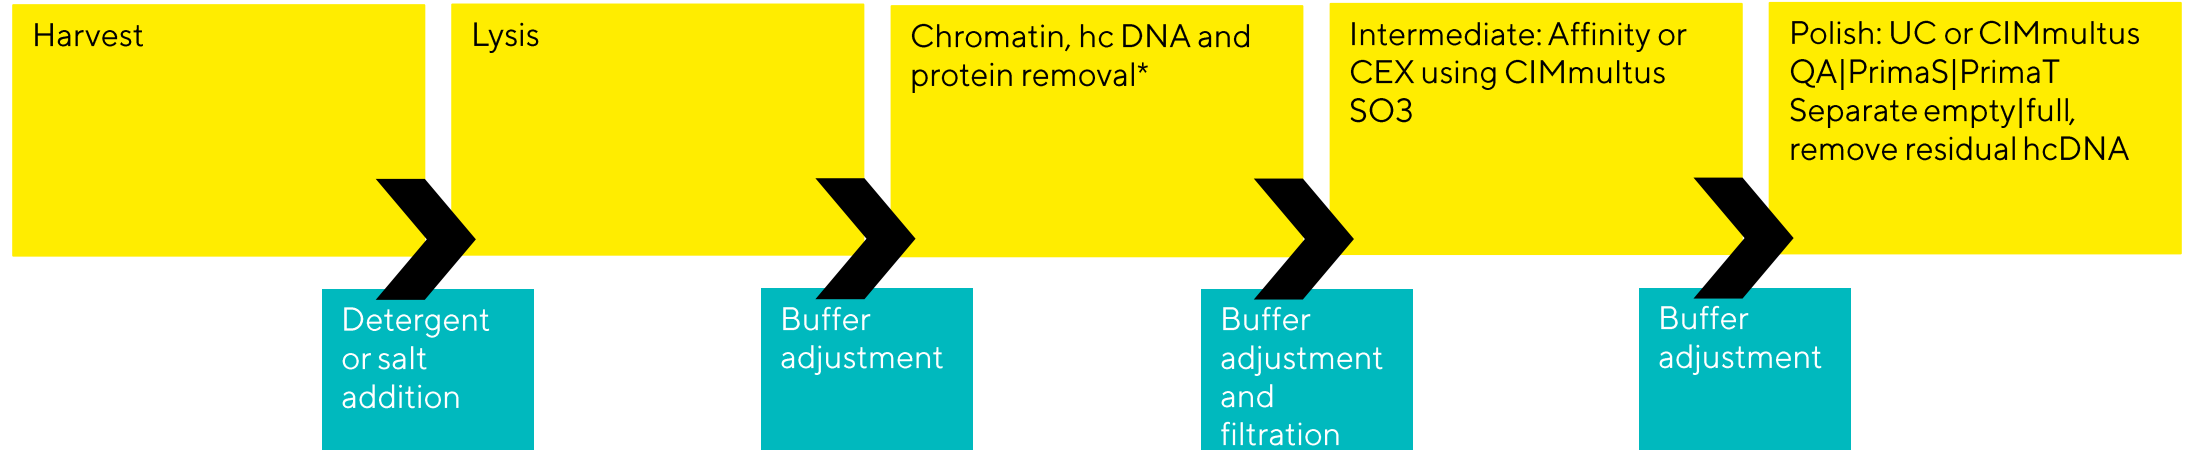 Harvest
Lysis
Chromatin, hc DNA and
protein removal*
Intermediate: Affinity or
CEX using CIMmultus
SO3
Polish: UC or CIMmultus
QA|PrimaS|PrimaT
Separate empty|full,
remove residual hcDNA
Detergent
or salt
addition
Buffer
adjustment
Buffer
adjustment
and
filtration
Buffer
adjustment